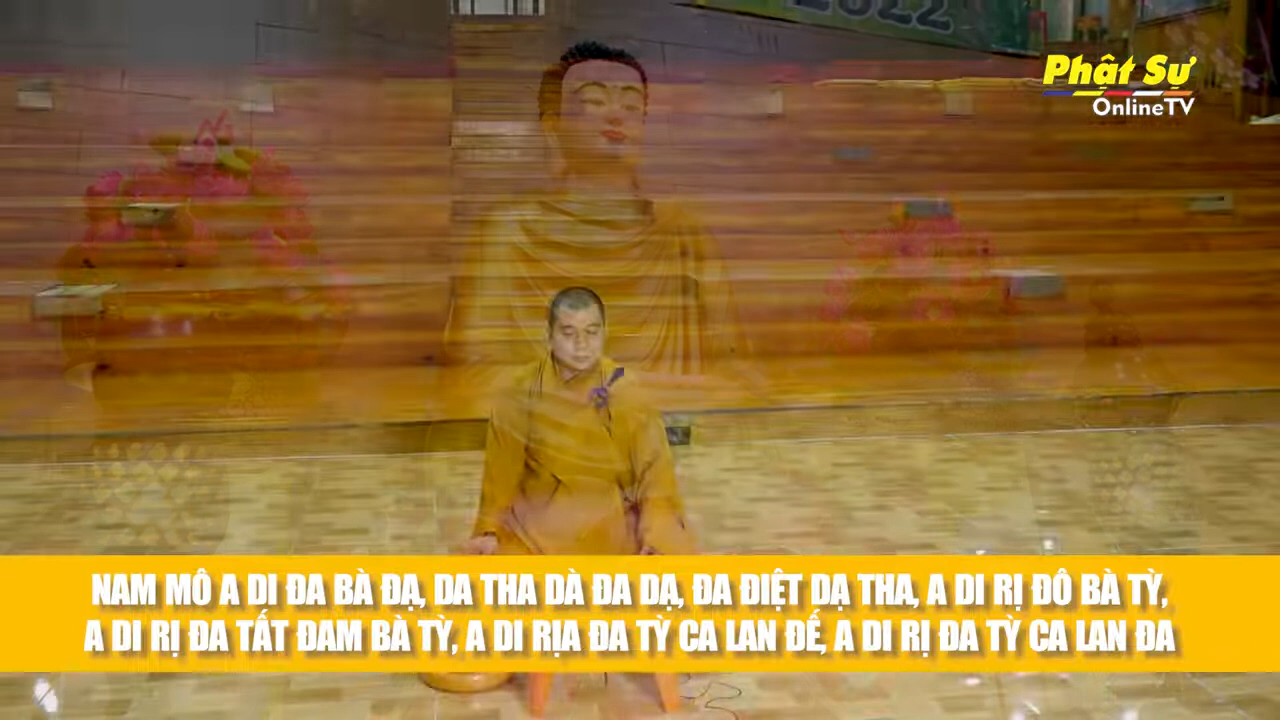 2022
Phật Sự
OnlineTV
NAM MÔ A DI ĐA BÀ ĐẠ, DA THA DÀ ĐA DẠ, ĐA ĐIỆT DẠ THA, A DI RỊ ĐÔ BÀ TỲ,
A DI RỊ ĐA TẤT ĐAM BÀ TỲ, A DI RỊA ĐA TỲ CA LAN ĐẾ, A DI RỊ ĐA TỲ CA LAN ĐA